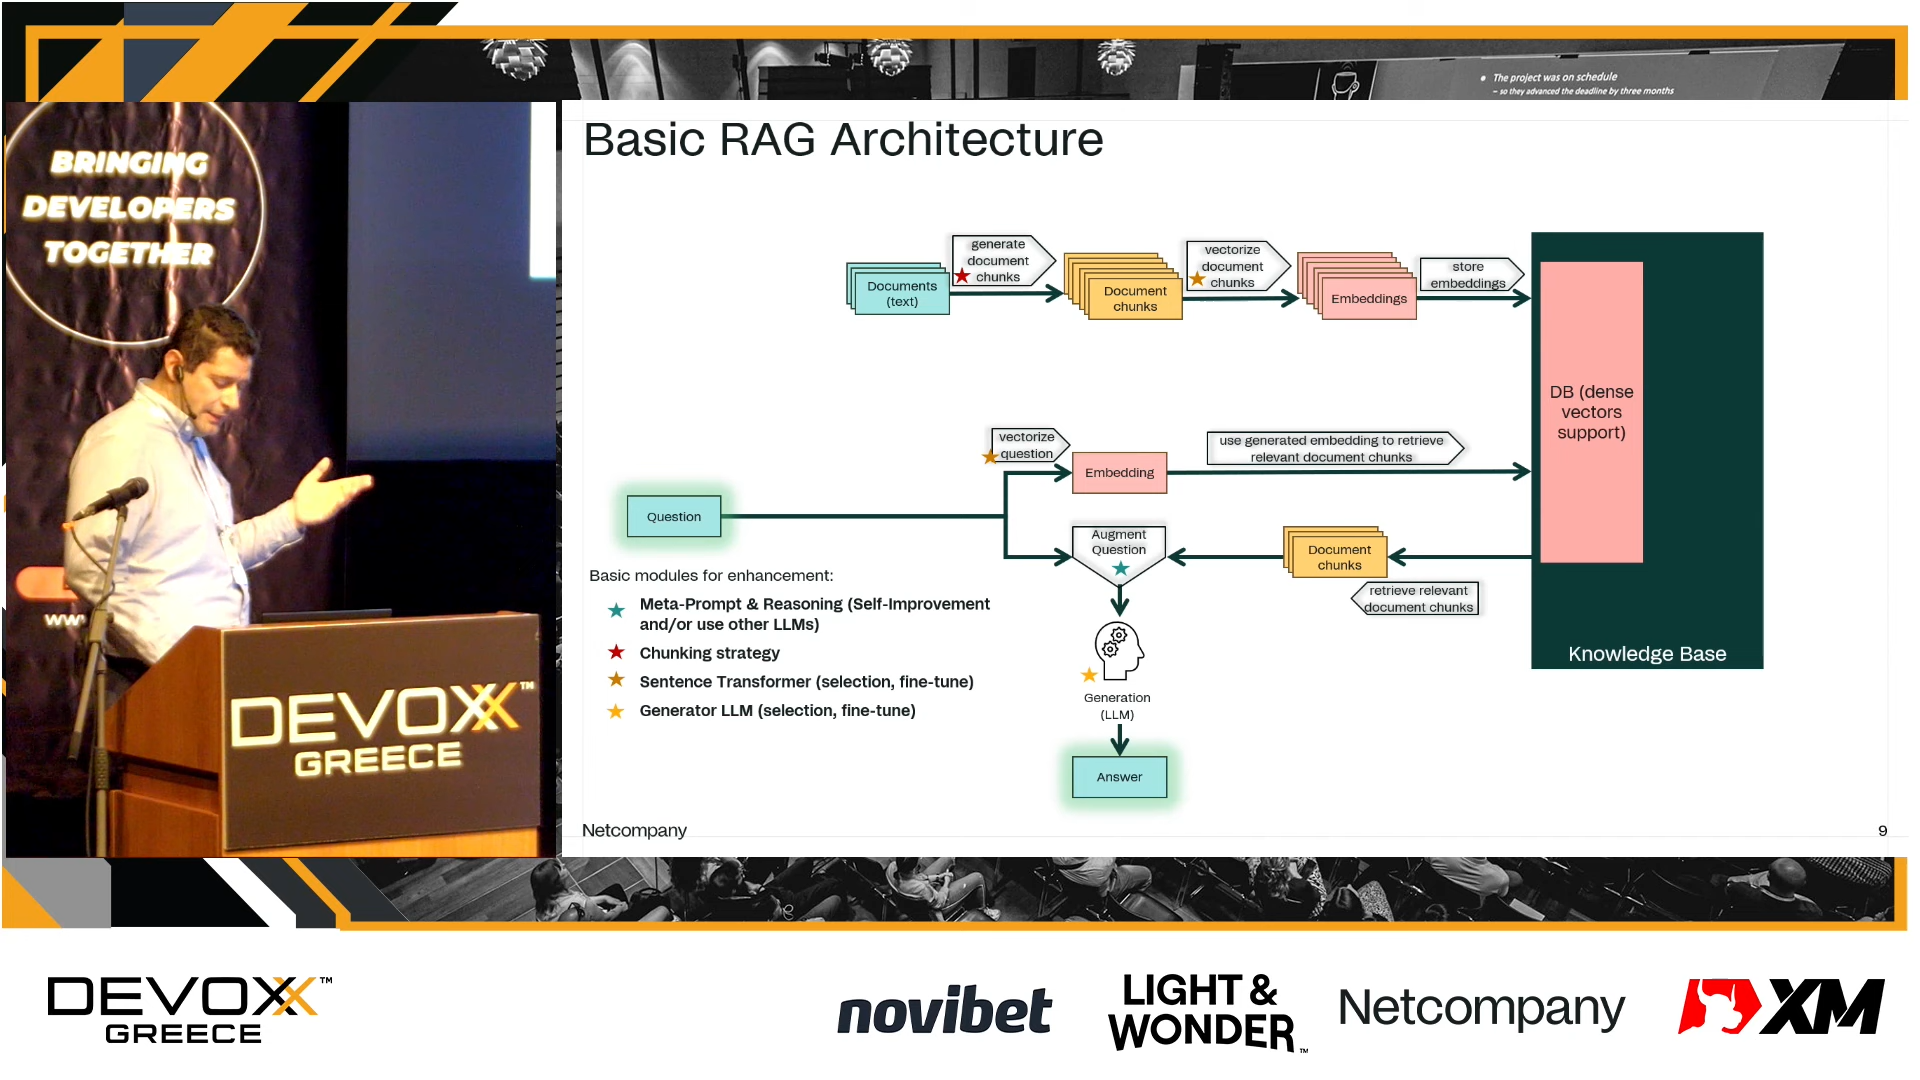 The project was on schedule
– so they advanced the deadline by three months
BRINGING
DEVELOPERS
TOGETHER
WW
DEVOXX™
GREECE
Basic RAG Architecture
generate
document
chunks
vectorize
document
chunks
store
embeddings
Documents
(text)
Document
chunks
Embeddings
DB (dense
vectors
support)
vectorize
question
use generated embedding to retrieve
relevant document chunks
Embedding
Question
Augment
Question
Document
chunks
retrieve relevant
document chunks
Knowledge Base
Basic modules for enhancement:
Meta-Prompt & Reasoning (Self-Improvement
and/or use other LLMs)
Chunking strategy
Sentence Transformer (selection, fine-tune)
Generator LLM (selection, fine-tune)
Generation
(LLM)
Answer
Netcompany
9
DEVOXX™
GREECE
novibet
LIGHT &
WONDER™
Netcompany
XM